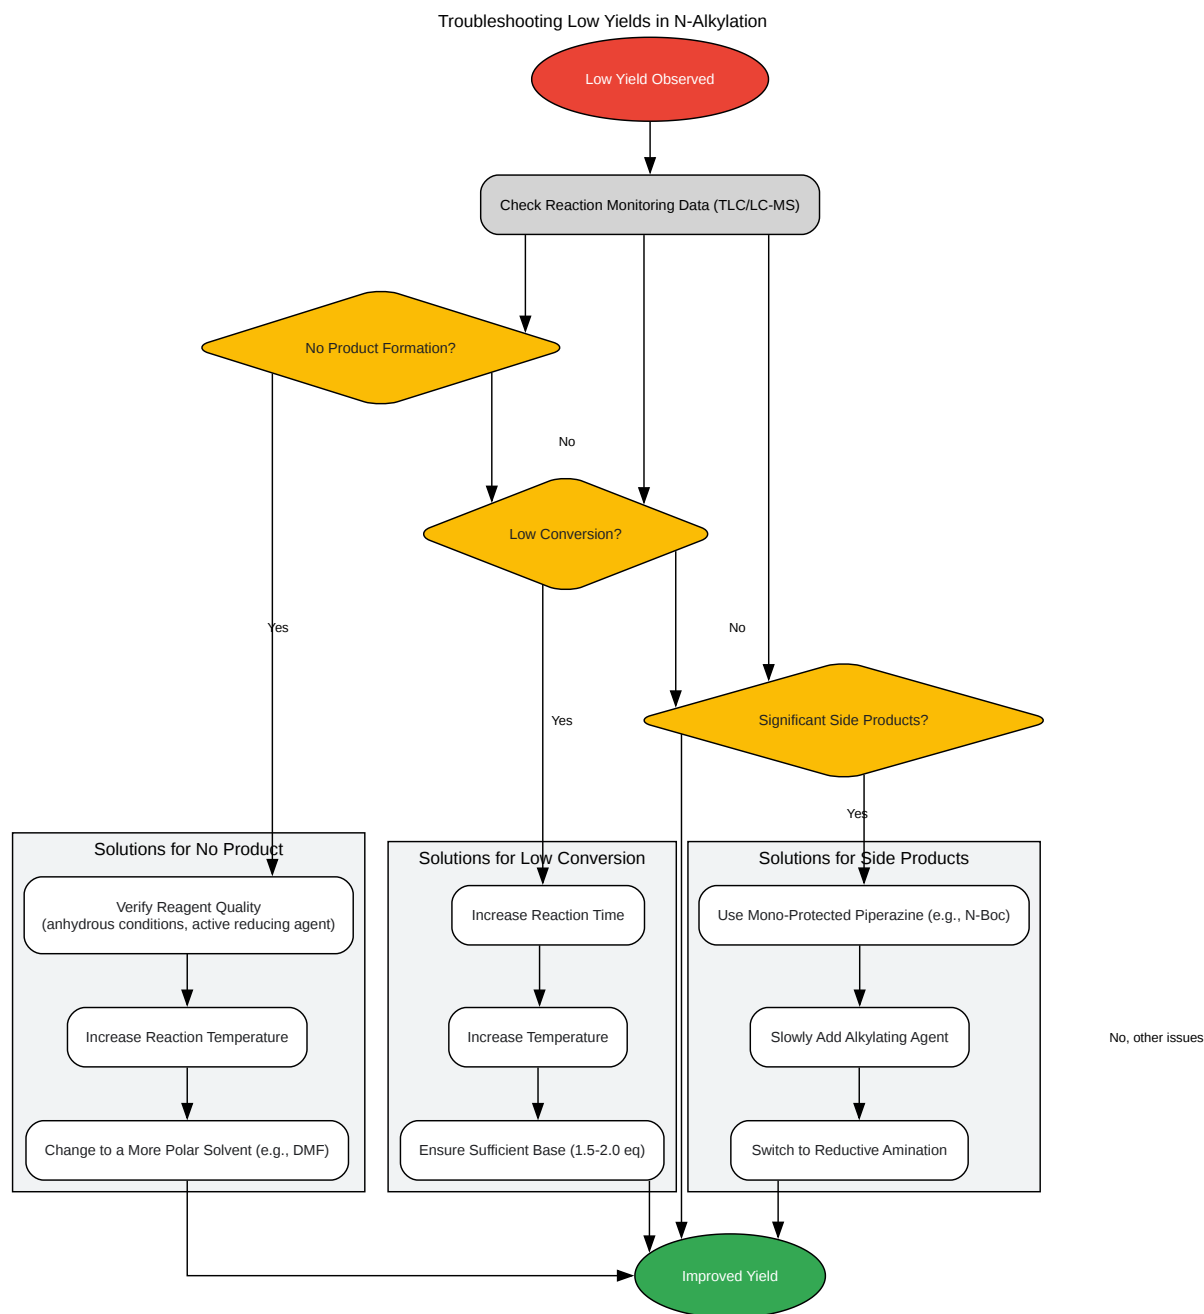 Troubleshooting Low Yields in N-Alkylation
Low Yield Observed
Check Reaction Monitoring Data (TLC/LC-MS)
No Product Formation?
No
Low Conversion?
Yes
No
Yes
Significant Side Products?
Yes
Solutions for No Product
Verify Reagent Quality
(anhydrous conditions, active reducing agent)
Increase Reaction Temperature
Change to a More Polar Solvent (e.g., DMF)
Solutions for Low Conversion
Increase Reaction Time
Increase Temperature
Ensure Sufficient Base (1.5-2.0 eq)
Solutions for Side Products
Use Mono-Protected Piperazine (e.g., N-Boc)
Slowly Add Alkylating Agent
Switch to Reductive Amination
No, other issues
Improved Yield